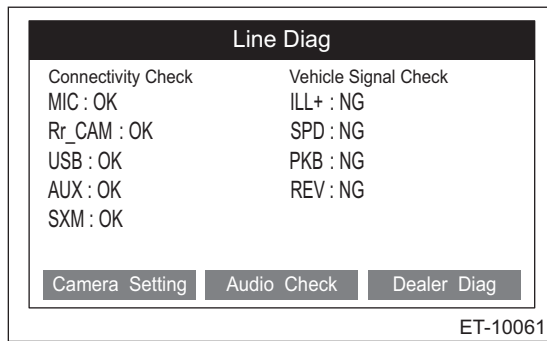 Line Diag
Connectivity Check
MIC : OK
Rr_CAM : OK
USB : OK
AUX : OK
SXM : OK
Vehicle Signal Check
ILL+ : NG
SPD : NG
PKB : NG
REV : NG
Camera Setting
Audio Check
Dealer Diag
ET-10061